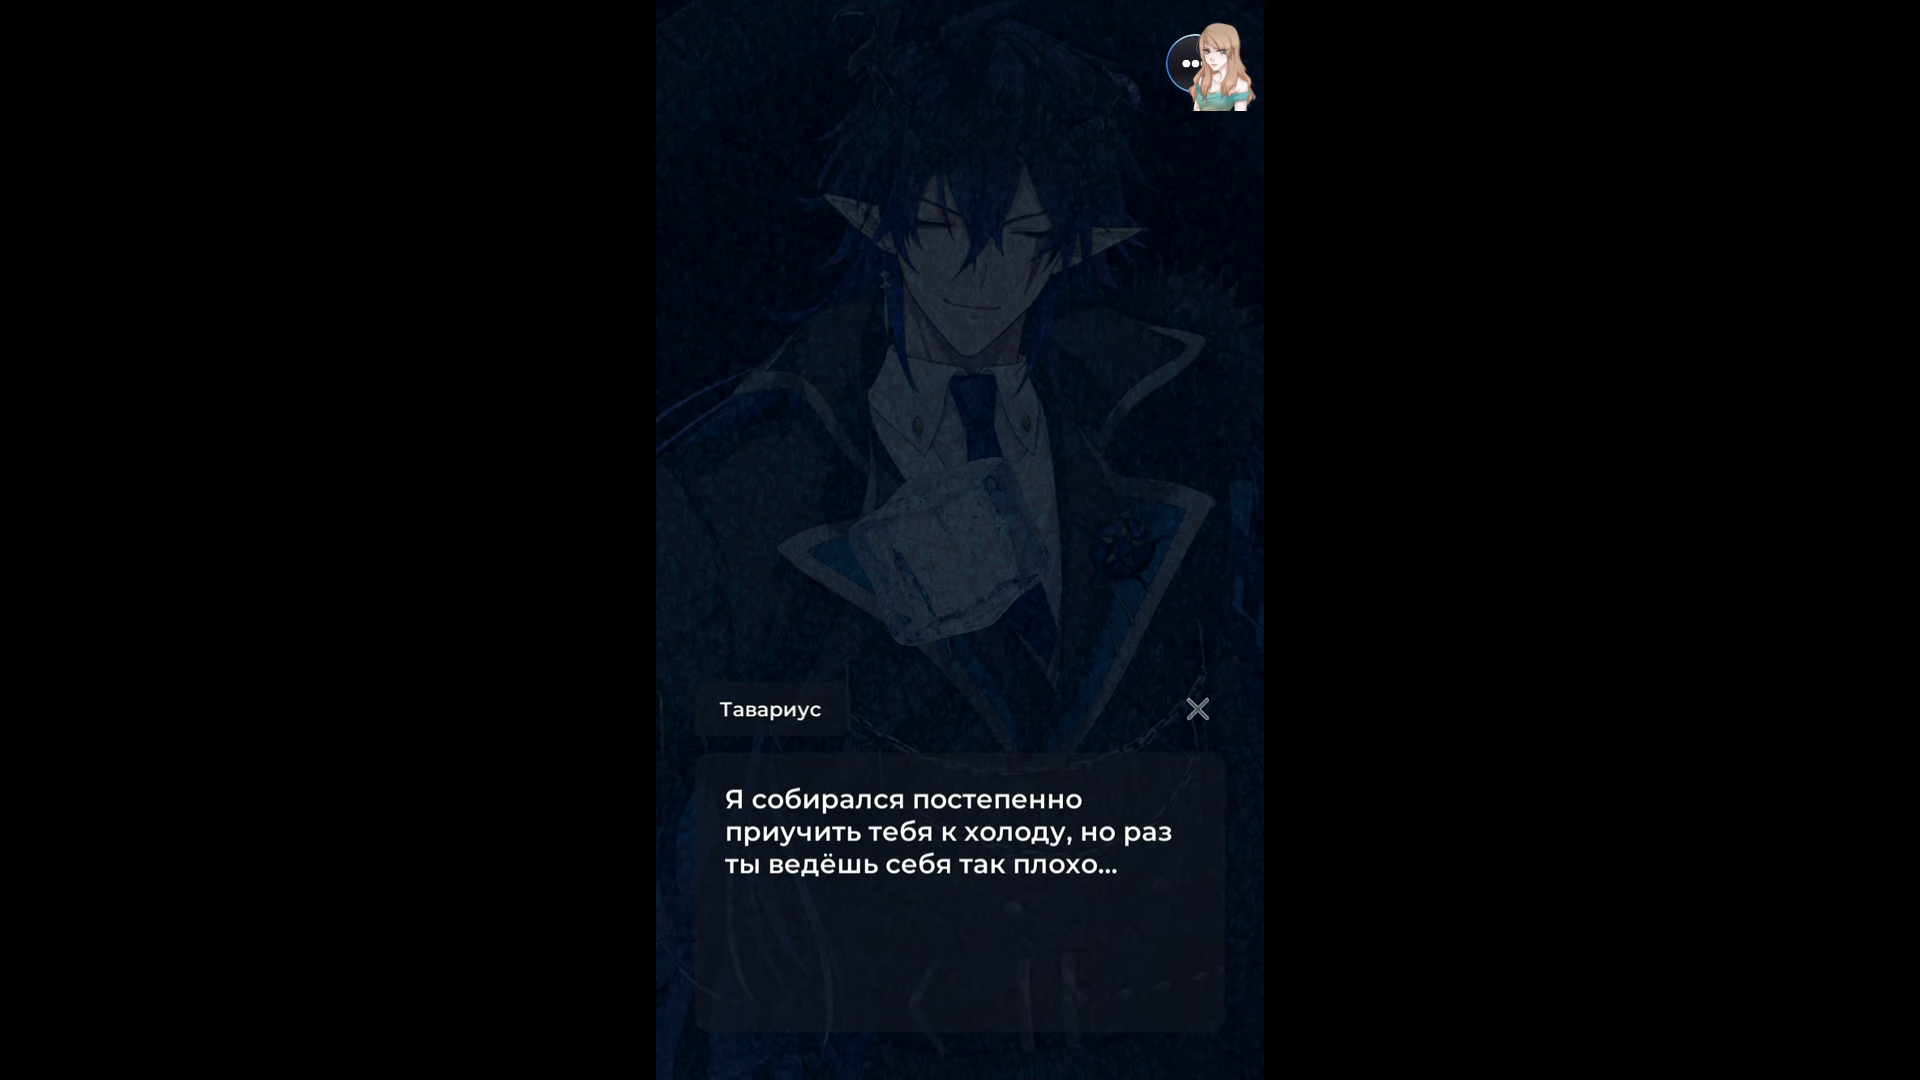 Тавариус
Я собирался постепенно
приучить тебя к холоду, но раз
ты ведёшь себя так плохо...